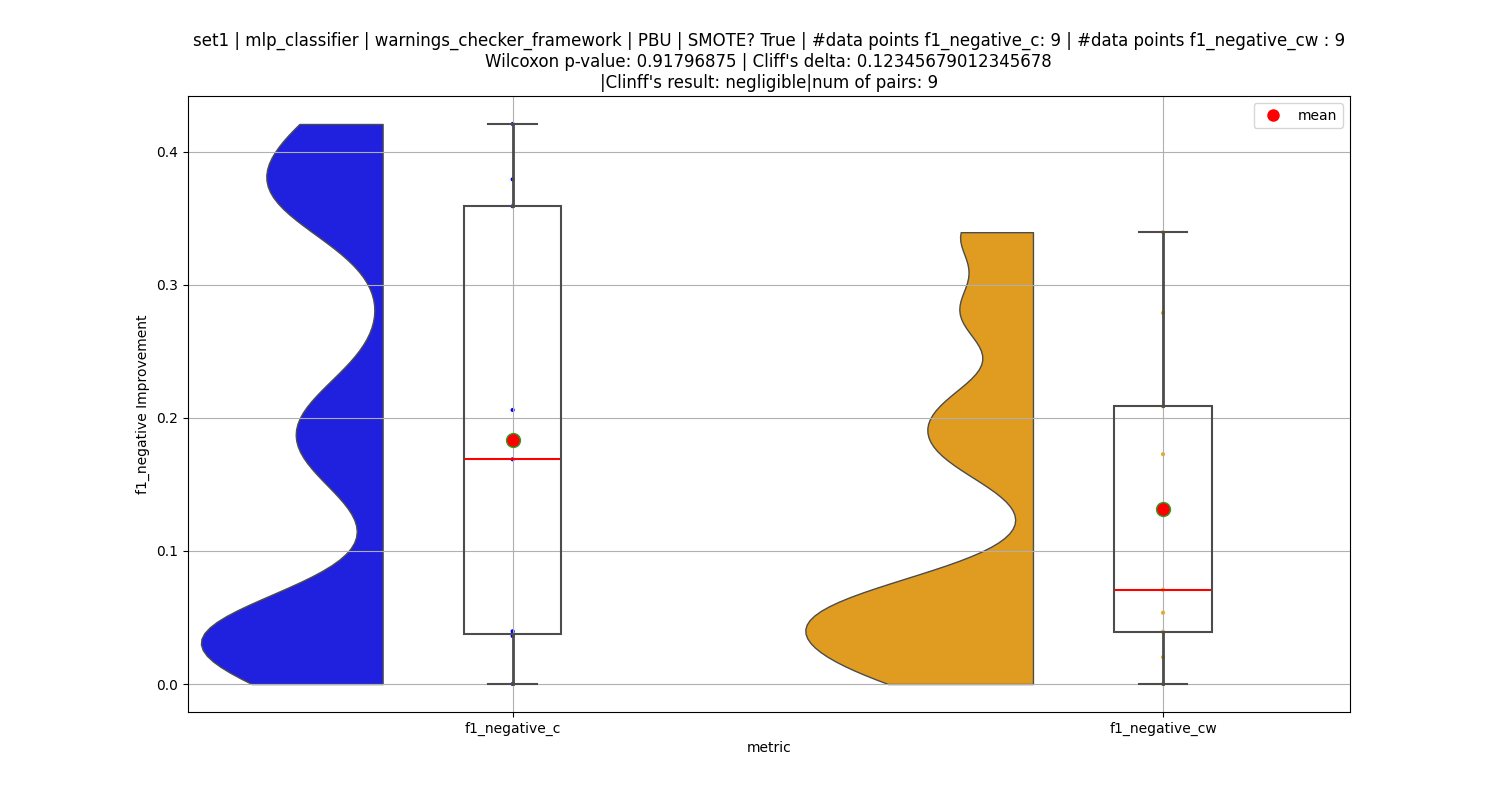 set1 | mlp_classifier | warnings_checker_framework | PBU | SMOTE? True | #data points f1_negative_c: 9 | #data points f1_negative_cw : 9
Wilcoxon p-value: 0.91796875 | Cliff's delta: 0.12345679012345678
|Clinff's result: negligible|num of pairs: 9
mean
0.4
0.3
0.2
0.1
0.0
f1_negative Improvement
f1_negative_c
f1_negative_cw
metric